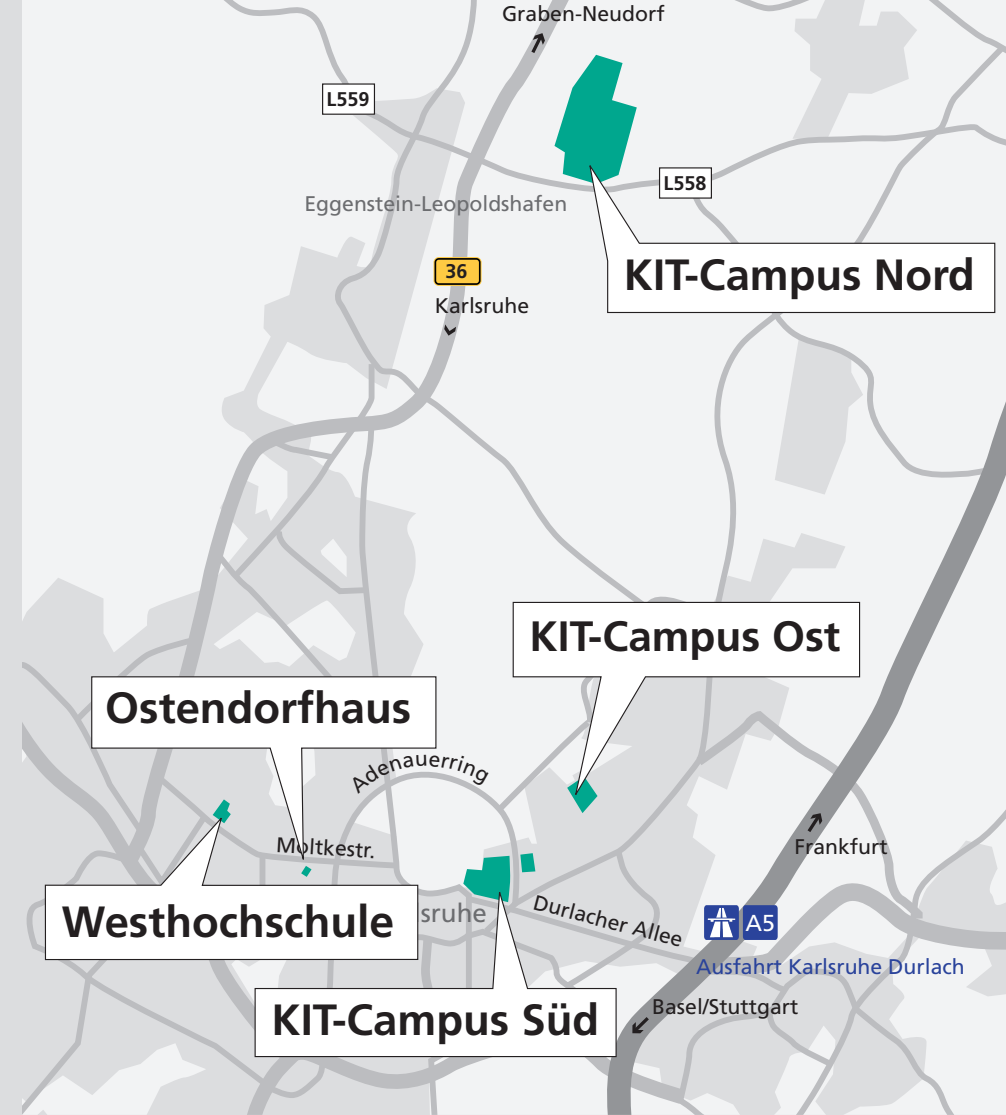 Graben-Neudorf
L559
L558
Eggenstein-Leopoldshafen
KIT-Campus Nord
36
Karlsruhe
KIT-Campus Ost
Ostendorfhaus
Adenauerring
Moltkestr.
Frankfurt
Westhochschule
sruhe
Durlacher Allee
A5
Ausfahrt Karlsruhe Durlach
Basel/Stuttgart
KIT-Campus Süd